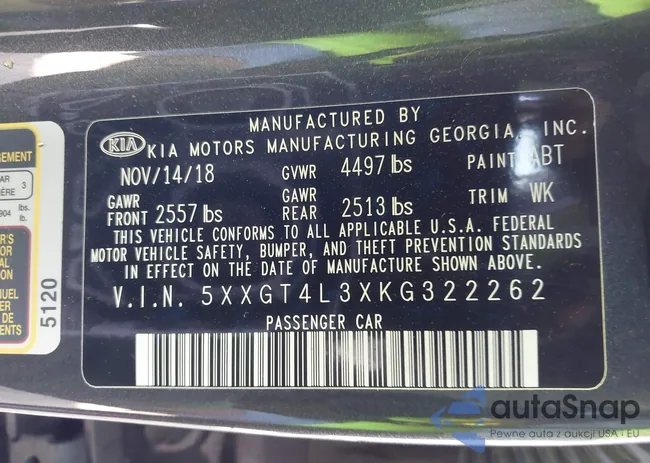 MANUFACTURED BY
KIA KIA MOTORS MANUFACTURING GEORGIA, INC.
NOV/14/18 GVWR 4497 lbs PAINT ABT
GAWR FRONT 2557 lbs GAWR REAR 2513 lbs TRIM WK
THIS VEHICLE CONFORMS TO ALL APPLICABLE U.S.A. FEDERAL
MOTOR VEHICLE SAFETY, BUMPER, AND THEFT PREVENTION STANDARDS
IN EFFECT ON THE DATE OF MANUFACTURE SHOWN ABOVE.
V.I.N. 5XXGT4L3XKG322262
PASSENGER CAR
5120
autaSnap
Pewne auta z aukcji USA i EU